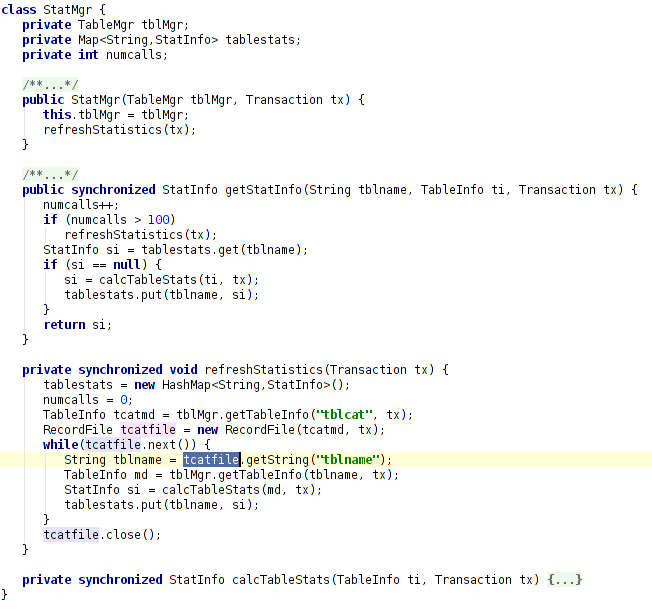 class StatMgr {
private TableMgr tblMgr;
private Map<String,StatInfo> tablestats;
private int numcalls;
/**...*/
public StatMgr(TableMgr tblMgr, Transaction tx) {
this.tblMgr = tblMgr;
refreshStatistics(tx);
}
/**...*/
public synchronized StatInfo getStatInfo(String tblname, TableInfo ti, Transaction tx) {
numcalls++;
if (numcalls > 100)
refreshStatistics(tx);
StatInfo si = tablestats.get(tblname);
if (si == null) {
si = calcTableStats(ti, tx);
tablestats.put(tblname, si);
}
return si;
}
private synchronized void refreshStatistics(Transaction tx) {
tablestats = new HashMap<String,StatInfo>();
numcalls = 0;
TableInfo tcatmd = tblMgr.getTableInfo("tblcat", tx);
RecordFile tcatfile = new RecordFile(tcatmd, tx);
while(tcatfile.next()) {
String tblname = tcatfile.getString("tblname");
TableInfo md = tblMgr.getTableInfo(tblname, tx);
StatInfo si = calcTableStats(md, tx);
tablestats.put(tblname, si);
}
tcatfile.close();
}
private synchronized StatInfo calcTableStats(TableInfo ti, Transaction tx) {...}
}